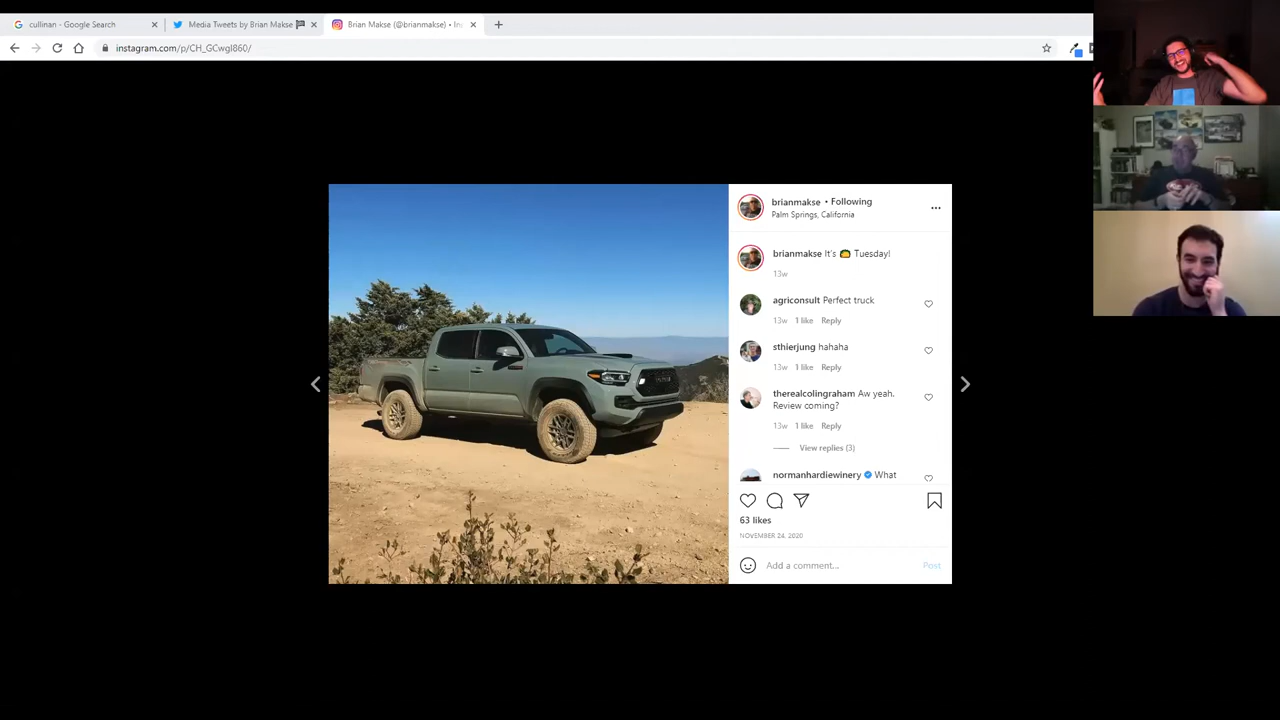 cullinan - Google Search
Media Tweets by Brian Makse
Brian Makse (@brianmakse) • In
instagram.com/p/CH_GCwgl860/
brianmakse • Following
Palm Springs, California
brianmakse It's 🌮 Tuesday!
13w
agriconsult Perfect truck
13w 1 like Reply
sthierjung hahaha
13w 1 like Reply
therealcolingraham Aw yeah.
Review coming?
13w 1 like Reply
View replies (3)
normanhardiewinery What
63 likes
NOVEMBER 24, 2020
Add a comment... Post